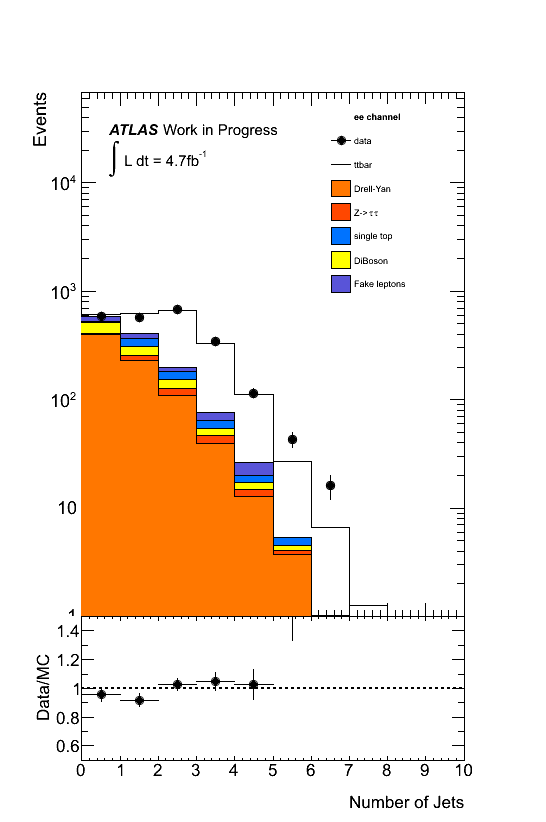 Events
ATLAS Work in Progress
∫ L dt = 4.7fb⁻¹
ee channel
data
ttbar
Drell-Yan
Z->ττ
single top
DiBoson
Fake leptons
10⁴
10³
10²
10
1
Data/MC
1.4
1.2
1
0.8
0.6
0 1 2 3 4 5 6 7 8 9 10
Number of Jets